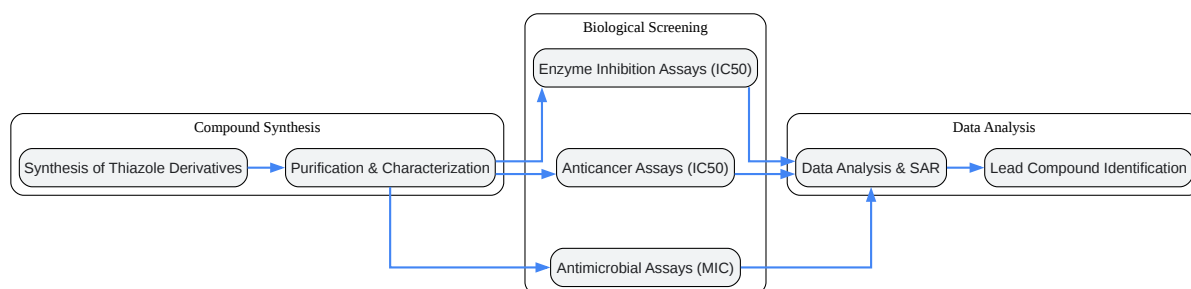 Compound Synthesis
Synthesis of Thiazole Derivatives
Purification & Characterization
Biological Screening
Enzyme Inhibition Assays (IC50)
Anticancer Assays (IC50)
Antimicrobial Assays (MIC)
Data Analysis
Data Analysis & SAR
Lead Compound Identification